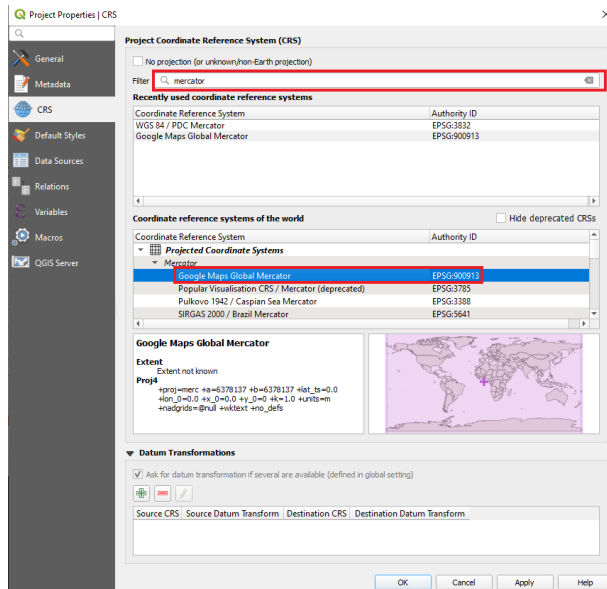 Project Properties | CRS
General
Metadata
CRS
Default Styles
Data Sources
Relations
Variables
Macros
QGIS Server
Project Coordinate Reference System (CRS)
No projection (or unknown/non-Earth projection)
Filter mercator
Recently used coordinate reference systems
Coordinate Reference System Authority ID
WGS 84 / PDC Mercator EPSG:3832
Google Maps Global Mercator EPSG:900913
Coordinate reference systems of the world Hide deprecated CRSs
Coordinate Reference System Authority ID
Projected Coordinate Systems
Mercator
Google Maps Global Mercator EPSG:900913
Popular Visualisation CRS / Mercator (deprecated) EPSG:3785
Pulkovo 1942 / Caspian Sea Mercator EPSG:3388
SIRGAS 2000 / Brazil Mercator EPSG:5641
Google Maps Global Mercator
Extent
Extent not known
Proj4
+proj=merc +a=6378137 +b=6378137 +lat_ts=0.0
+lon_0=0.0 +x_0=0.0 +y_0=0 +k=1.0 +units=m
+nadgrids=@null +wktext +no_defs
Datum Transformations
Ask for datum transformation if several are available (defined in global setting)
Source CRS Source Datum Transform Destination CRS Destination Datum Transform
OK Cancel Apply Help